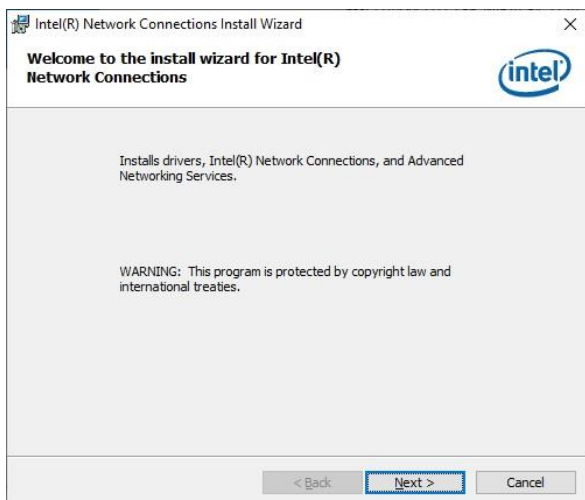 Intel(R) Network Connections Install Wizard
Welcome to the install wizard for Intel(R)
Network Connections
intel
Installs drivers, Intel(R) Network Connections, and Advanced
Networking Services.
WARNING:  This program is protected by copyright law and
international treaties.
< Back
Next >
Cancel